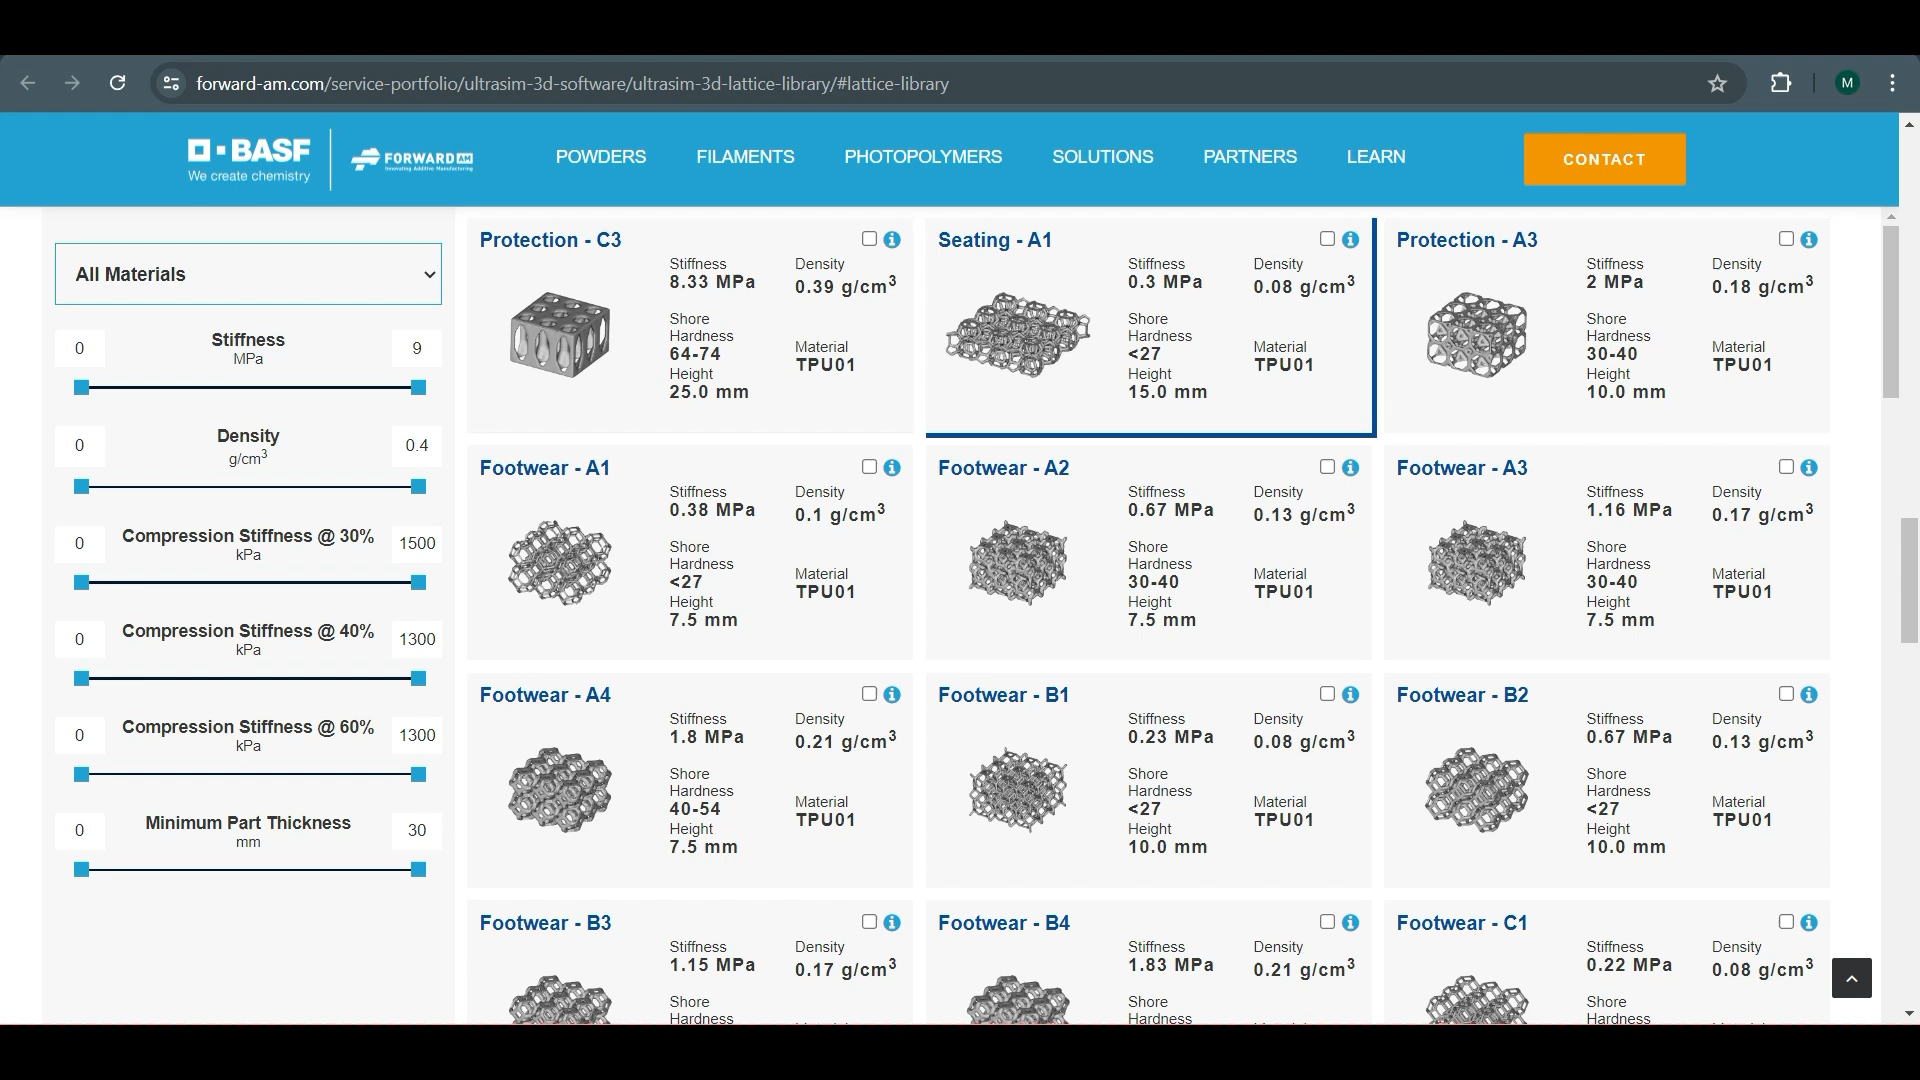 forward-am.com/service-portfolio/ultrasim-3d-software/ultrasim-3d-lattice-library/#lattice-library
M
BASF
We create chemistry
FORWARD AM
Innovating Additive Manufacturing
POWDERS
FILAMENTS
PHOTOPOLYMERS
SOLUTIONS
PARTNERS
LEARN
CONTACT
All Materials
0
Stiffness
MPa
9
0
Density
g/cm³
0.4
0
Compression Stiffness @ 30%
kPa
1500
0
Compression Stiffness @ 40%
kPa
1300
0
Compression Stiffness @ 60%
kPa
1300
0
Minimum Part Thickness
mm
30
Protection - C3
Stiffness
8.33 MPa
Density
0.39 g/cm³
Shore
Hardness
64-74
Height
25.0 mm
Material
TPU01
Seating - A1
Stiffness
0.3 MPa
Density
0.08 g/cm³
Shore
Hardness
<27
Height
15.0 mm
Material
TPU01
Protection - A3
Stiffness
2 MPa
Density
0.18 g/cm³
Shore
Hardness
30-40
Height
10.0 mm
Material
TPU01
Footwear - A1
Stiffness
0.38 MPa
Density
0.1 g/cm³
Shore
Hardness
<27
Height
7.5 mm
Material
TPU01
Footwear - A2
Stiffness
0.67 MPa
Density
0.13 g/cm³
Shore
Hardness
30-40
Height
7.5 mm
Material
TPU01
Footwear - A3
Stiffness
1.16 MPa
Density
0.17 g/cm³
Shore
Hardness
30-40
Height
7.5 mm
Material
TPU01
Footwear - A4
Stiffness
1.8 MPa
Density
0.21 g/cm³
Shore
Hardness
40-54
Height
7.5 mm
Material
TPU01
Footwear - B1
Stiffness
0.23 MPa
Density
0.08 g/cm³
Shore
Hardness
<27
Height
10.0 mm
Material
TPU01
Footwear - B2
Stiffness
0.67 MPa
Density
0.13 g/cm³
Shore
Hardness
<27
Height
10.0 mm
Material
TPU01
Footwear - B3
Stiffness
1.15 MPa
Density
0.17 g/cm³
Shore
Hardness
Footwear - B4
Stiffness
1.83 MPa
Density
0.21 g/cm³
Shore
Hardness
Footwear - C1
Stiffness
0.22 MPa
Density
0.08 g/cm³
Shore
Hardness